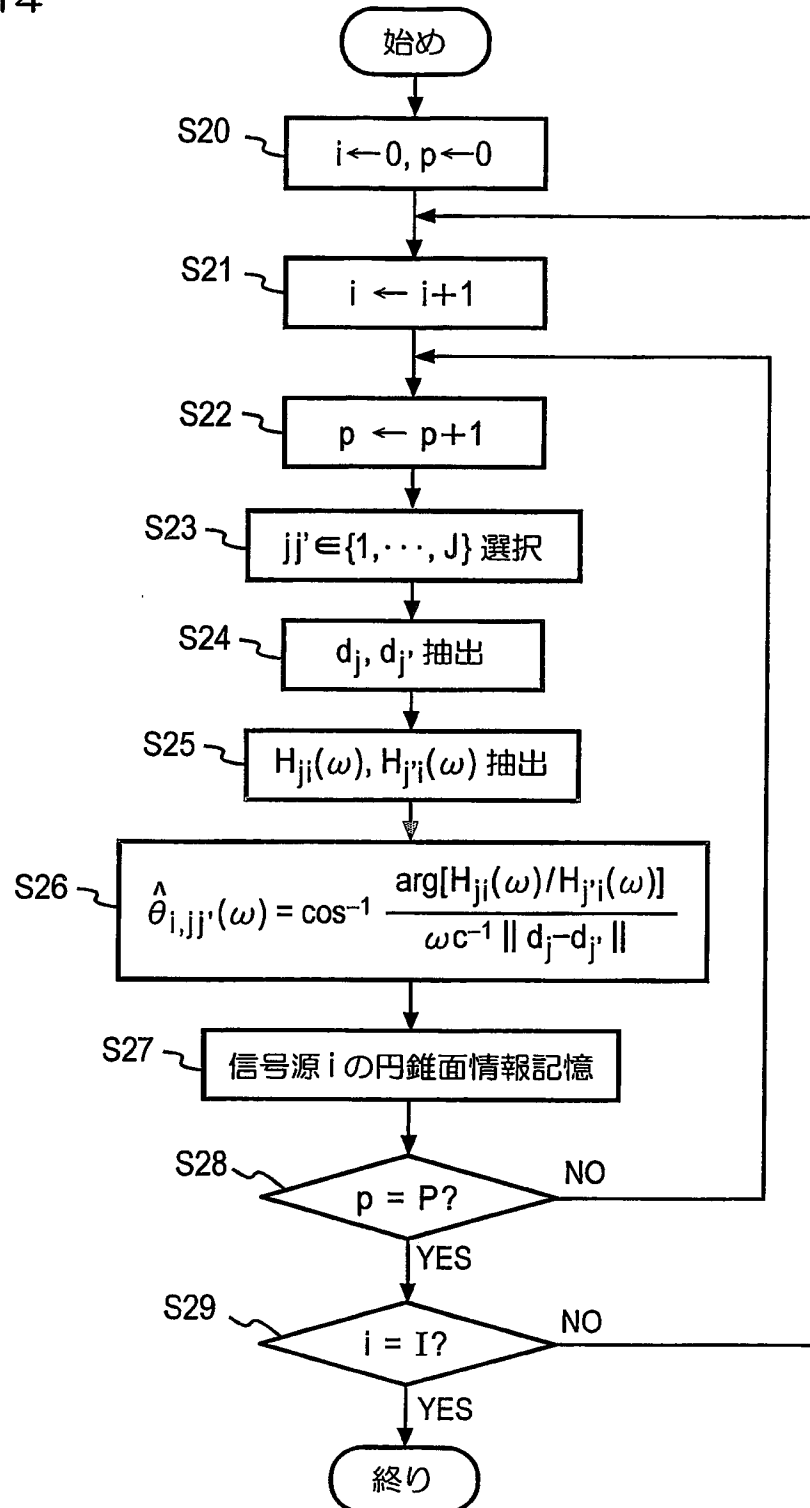 14
始め
S20
i←0, p←0
S21
i ← i+1
S22
p ← p+1
S23
jj'∈{1,···, J} 選択
S24
d_j, d_j' 抽出
S25
H_ji(ω), H_j'i(ω) 抽出
S26
θ̂_i,jj'(ω) = cos⁻¹ arg[H_ji(ω)/H_j'i(ω)] / ωc⁻¹ || d_j−d_j' ||
S27
信号源 i の円錐面情報記憶
S28
p = P?
NO
YES
S29
i = I?
NO
YES
終り